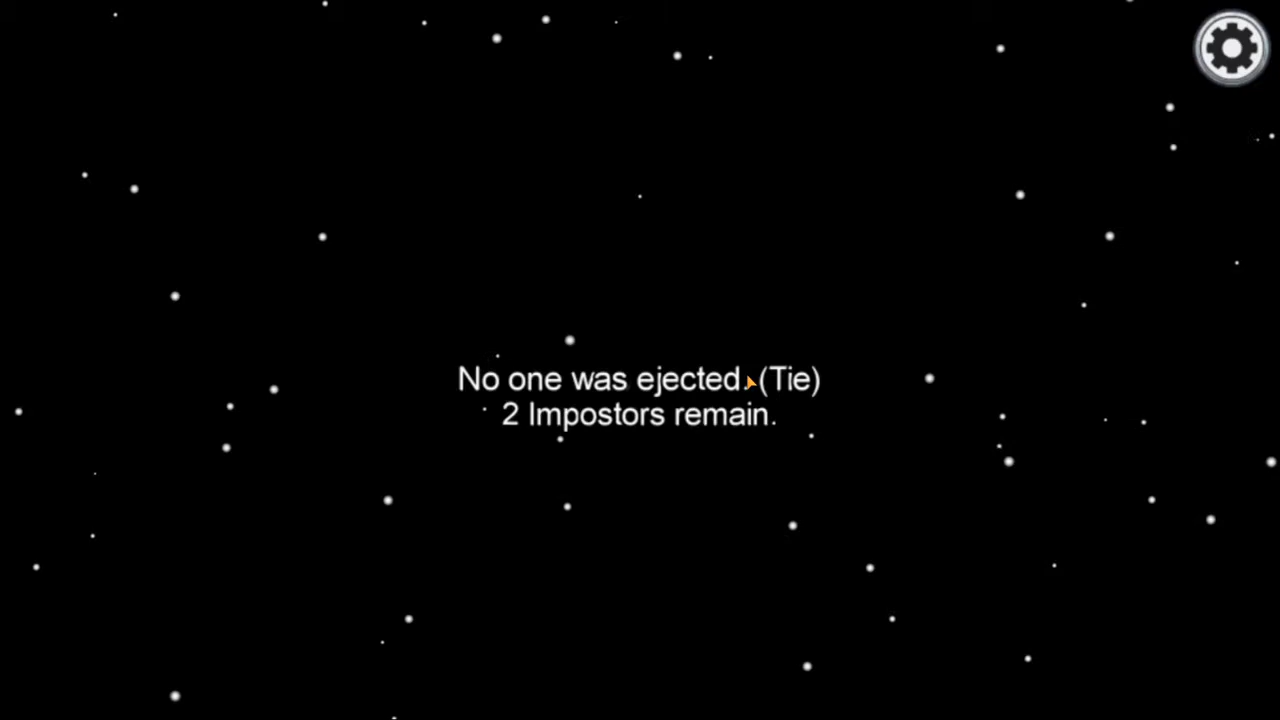 No one was ejected. (Tie)
2 Impostors remain.